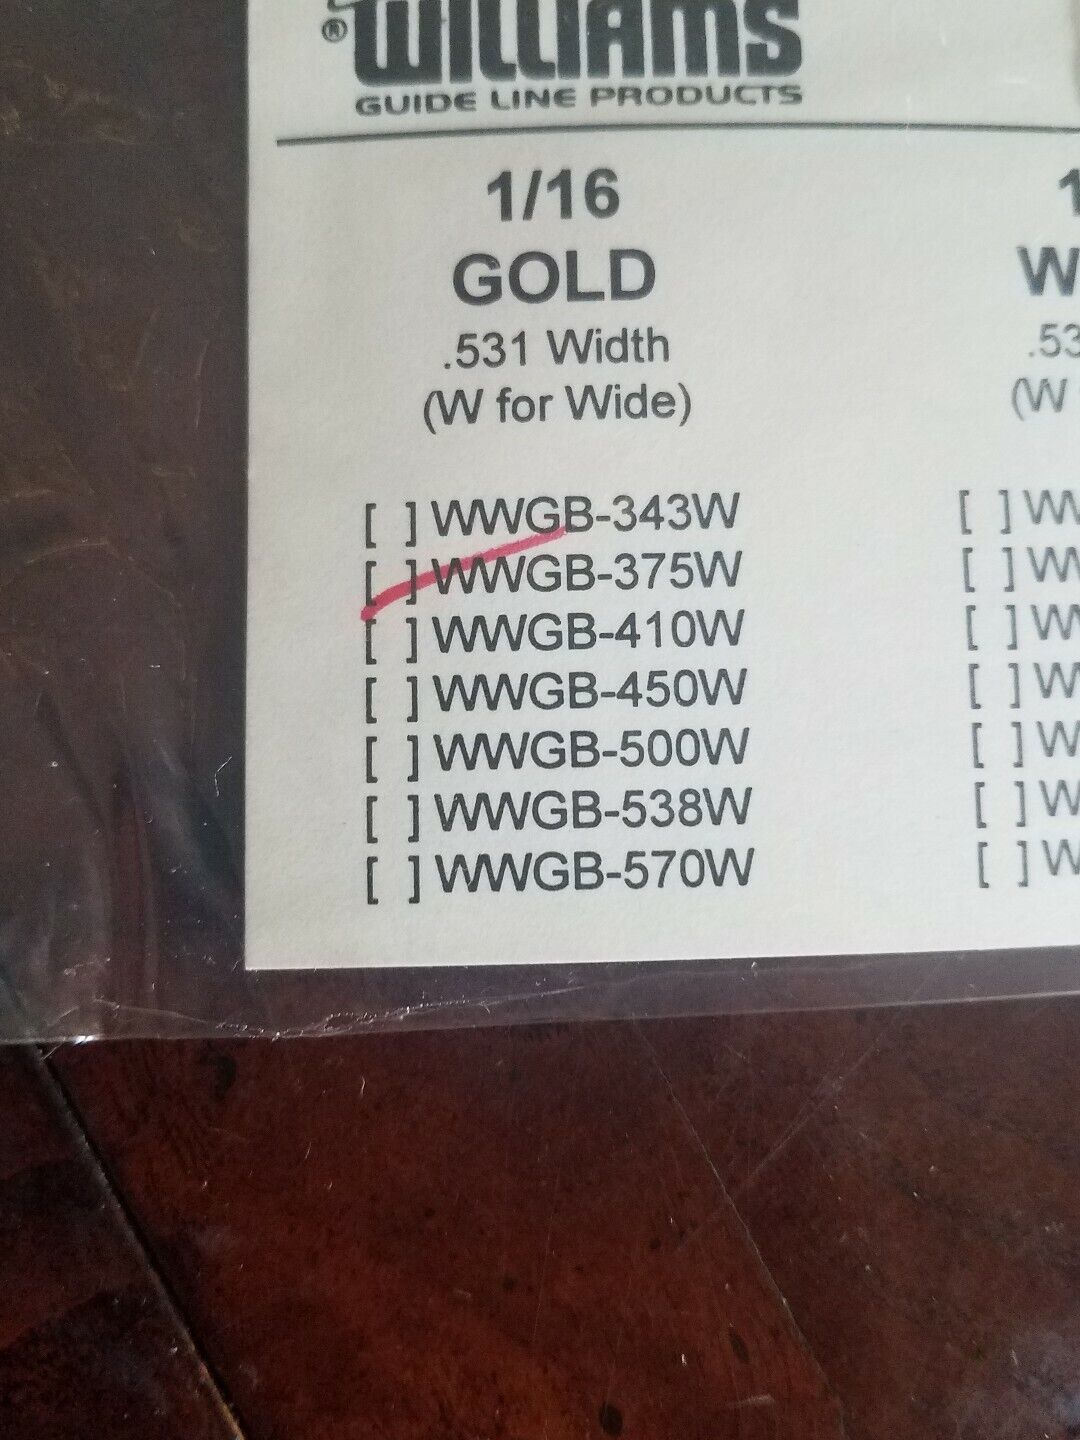 ® WILLIAMS
GUIDE LINE PRODUCTS
1/16
GOLD
.531 Width
(W for Wide)
[ ] WWGB-343W
[ ] WWGB-375W
[ ] WWGB-410W
[ ] WWGB-450W
[ ] WWGB-500W
[ ] WWGB-538W
[ ] WWGB-570W